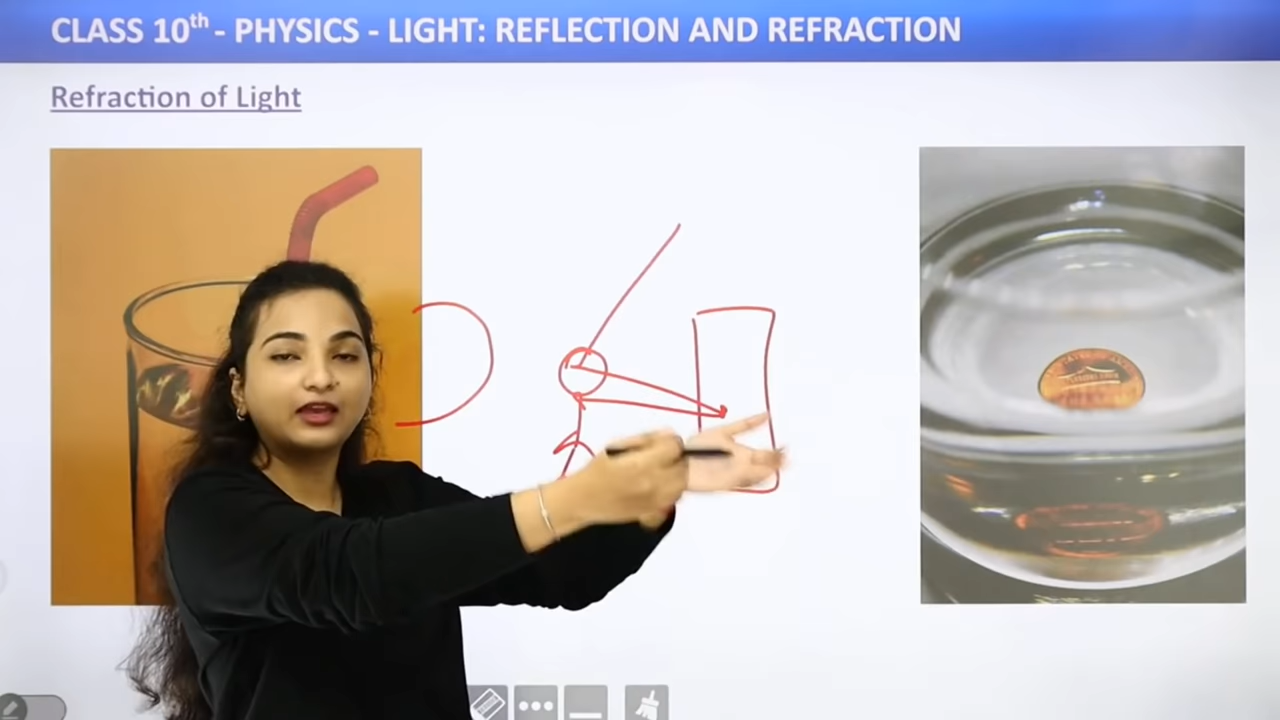 CLASS 10th - PHYSICS - LIGHT: REFLECTION AND REFRACTION
Refraction of Light